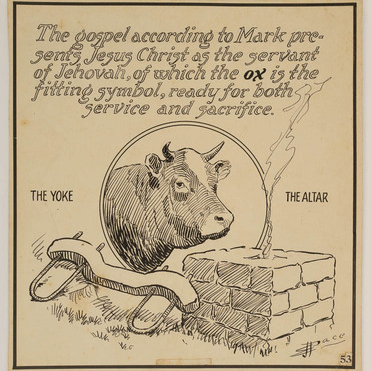 The gospel according to Mark pre-
sents Jesus Christ as the servant
of Jehovah, of which the ox is the
fitting symbol, ready for both
service and sacrifice.
THE YOKE
THE ALTAR
Pace
53